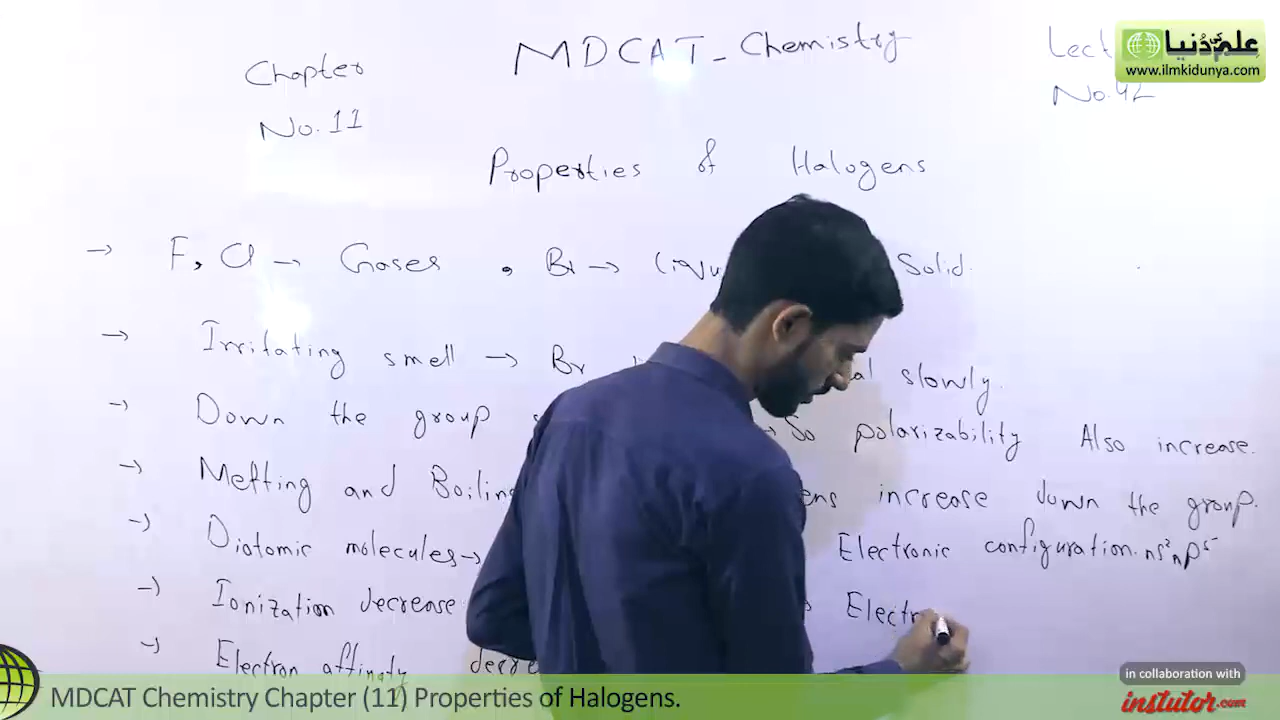 MDCAT - Chemistry
Chapter
No. 11
Lect
No. 42
علم کی دُنیا
www.ilmkidunya.com
Properties of Halogens
→ F, Cl → Gases , Br → Solid.
→ Irritating smell → Br slowly.
→ Down the group → So polarizability Also increase.
→ Melting and Boiling increase down the group.
→ Diatomic molecules → Electronic configuration. ns² np⁵
→ Ionization decrease Electr
→ Electron affinity decre
in collaboration with
instutor.com
MDCAT Chemistry Chapter (11) Properties of Halogens.